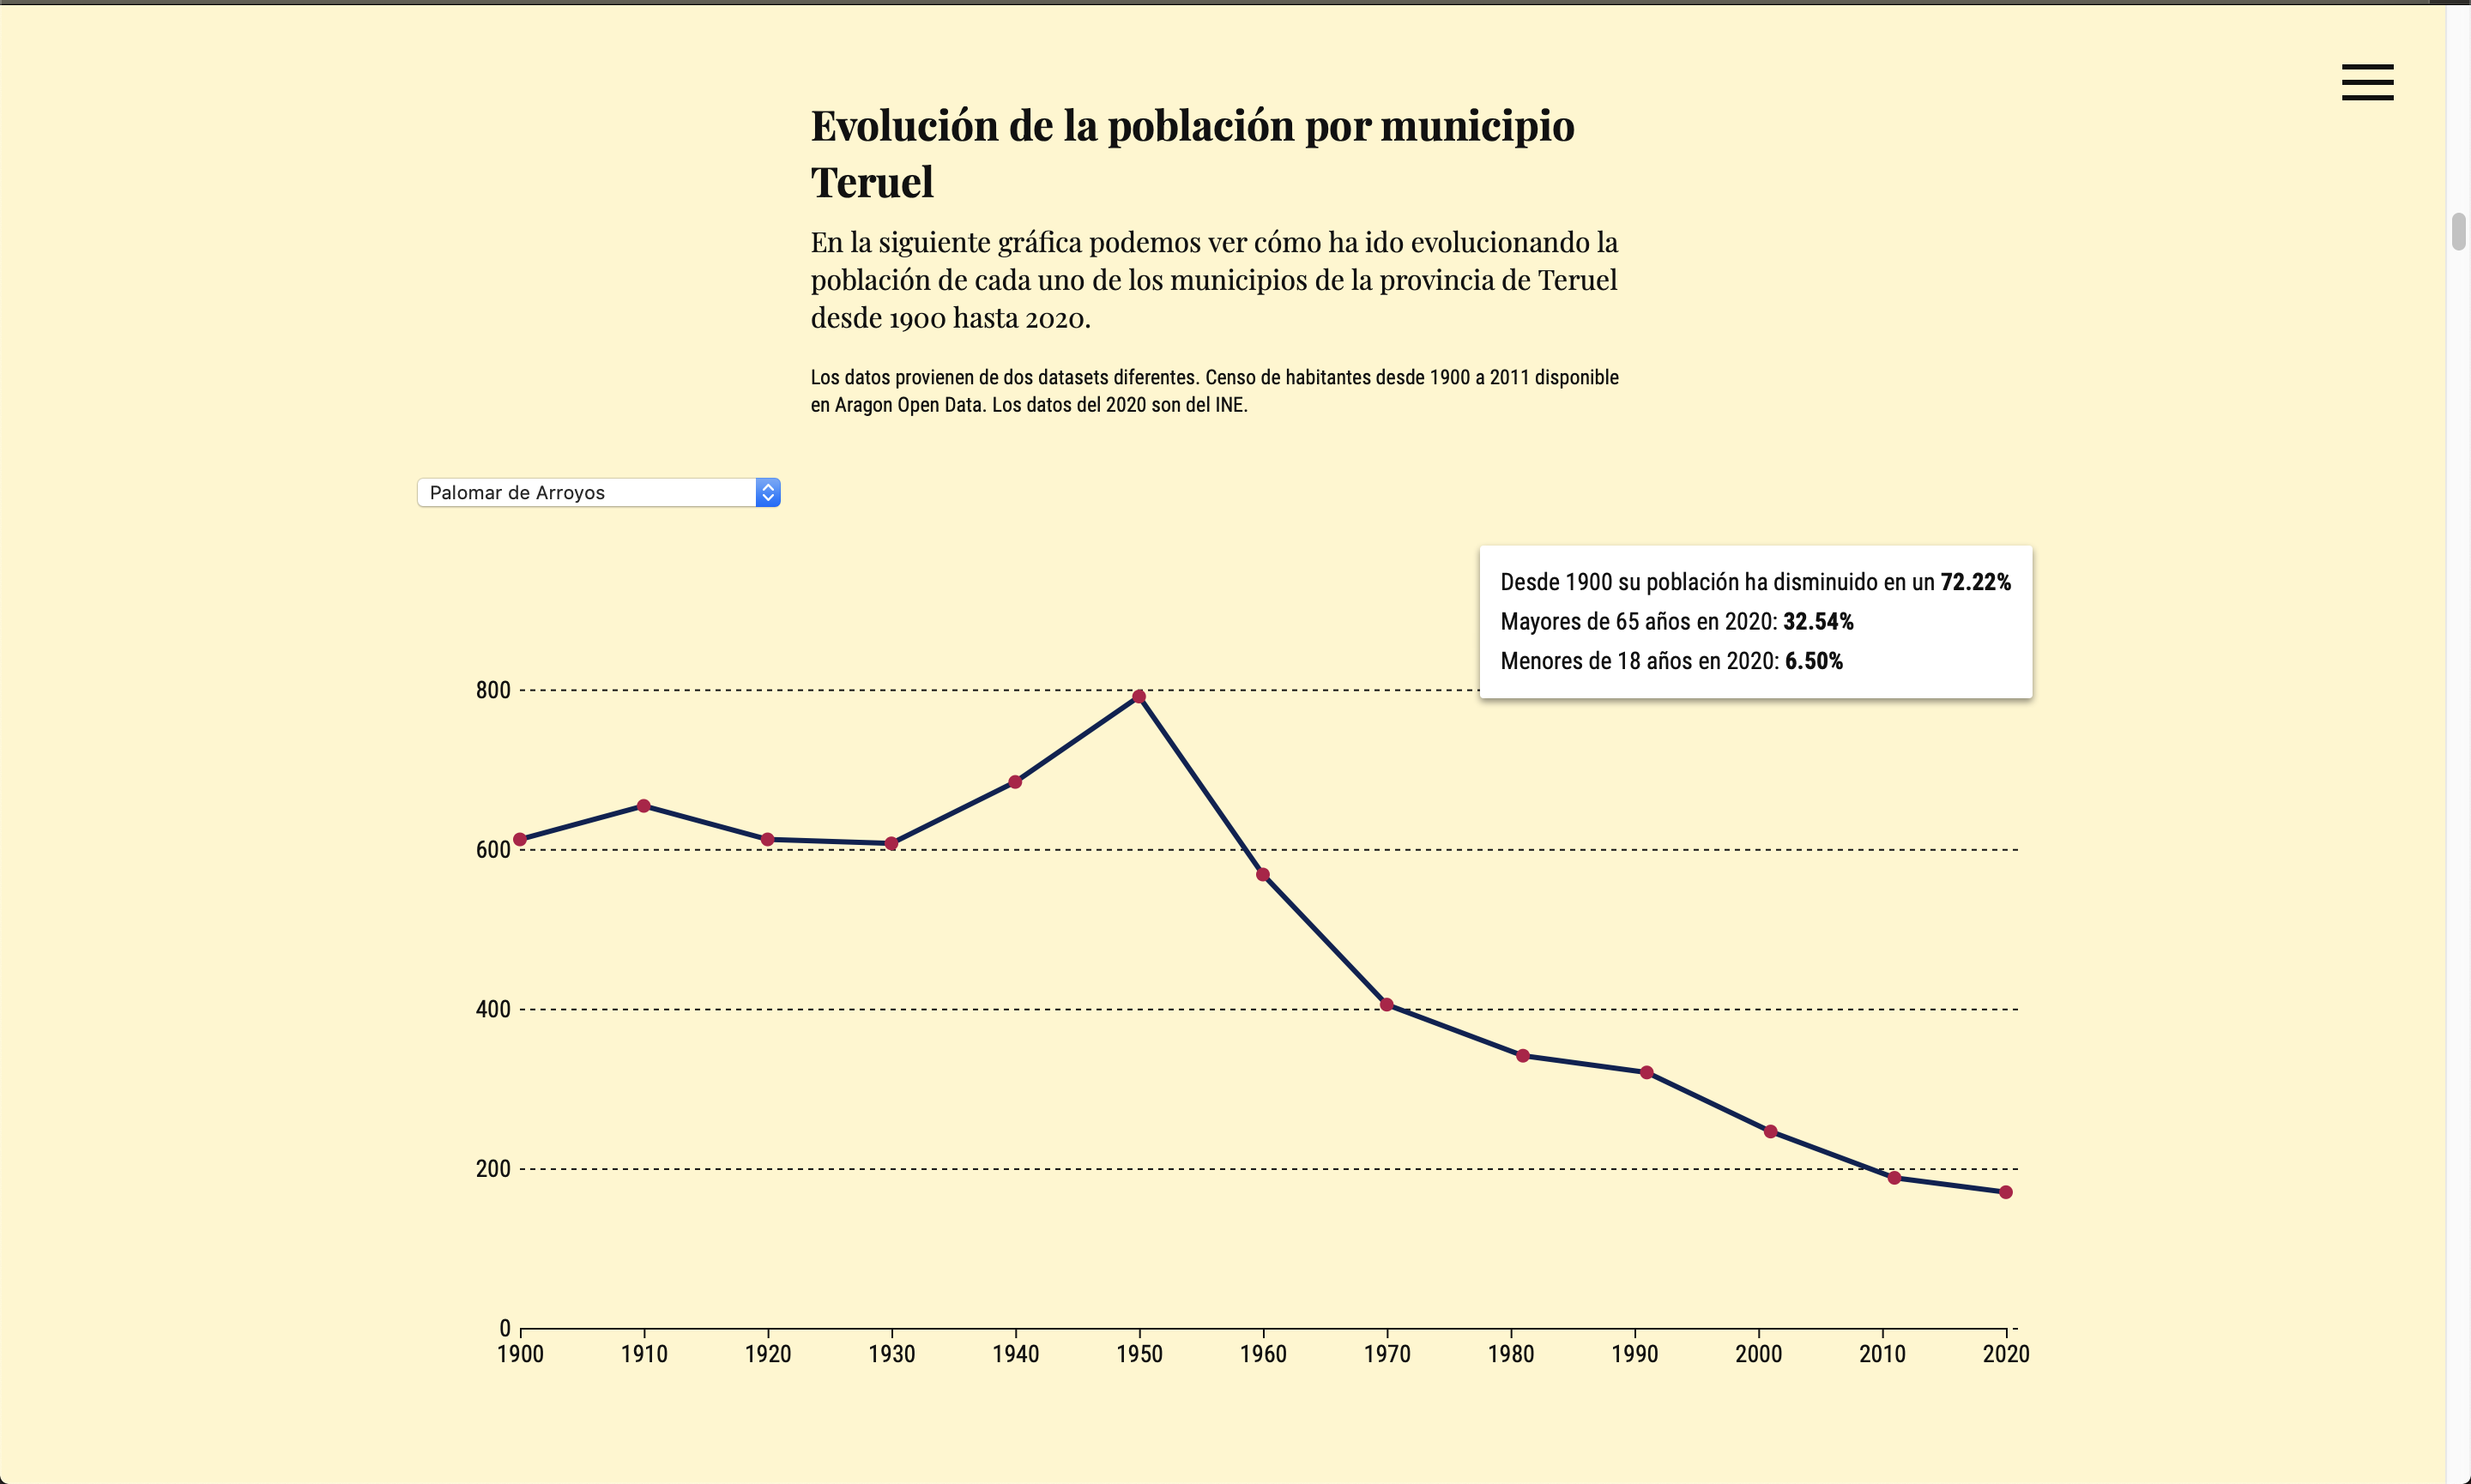 Evolución de la población por municipio
Teruel
En la siguiente gráfica podemos ver cómo ha ido evolucionando la
población de cada uno de los municipios de la provincia de Teruel
desde 1900 hasta 2020.
Los datos provienen de dos datasets diferentes. Censo de habitantes desde 1900 a 2011 disponible
en Aragon Open Data. Los datos del 2020 son del INE.
Palomar de Arroyos
Desde 1900 su población ha disminuido en un 72.22%
Mayores de 65 años en 2020: 32.54%
Menores de 18 años en 2020: 6.50%
800
600
400
200
0
1900 1910 1920 1930 1940 1950 1960 1970 1980 1990 2000 2010 2020